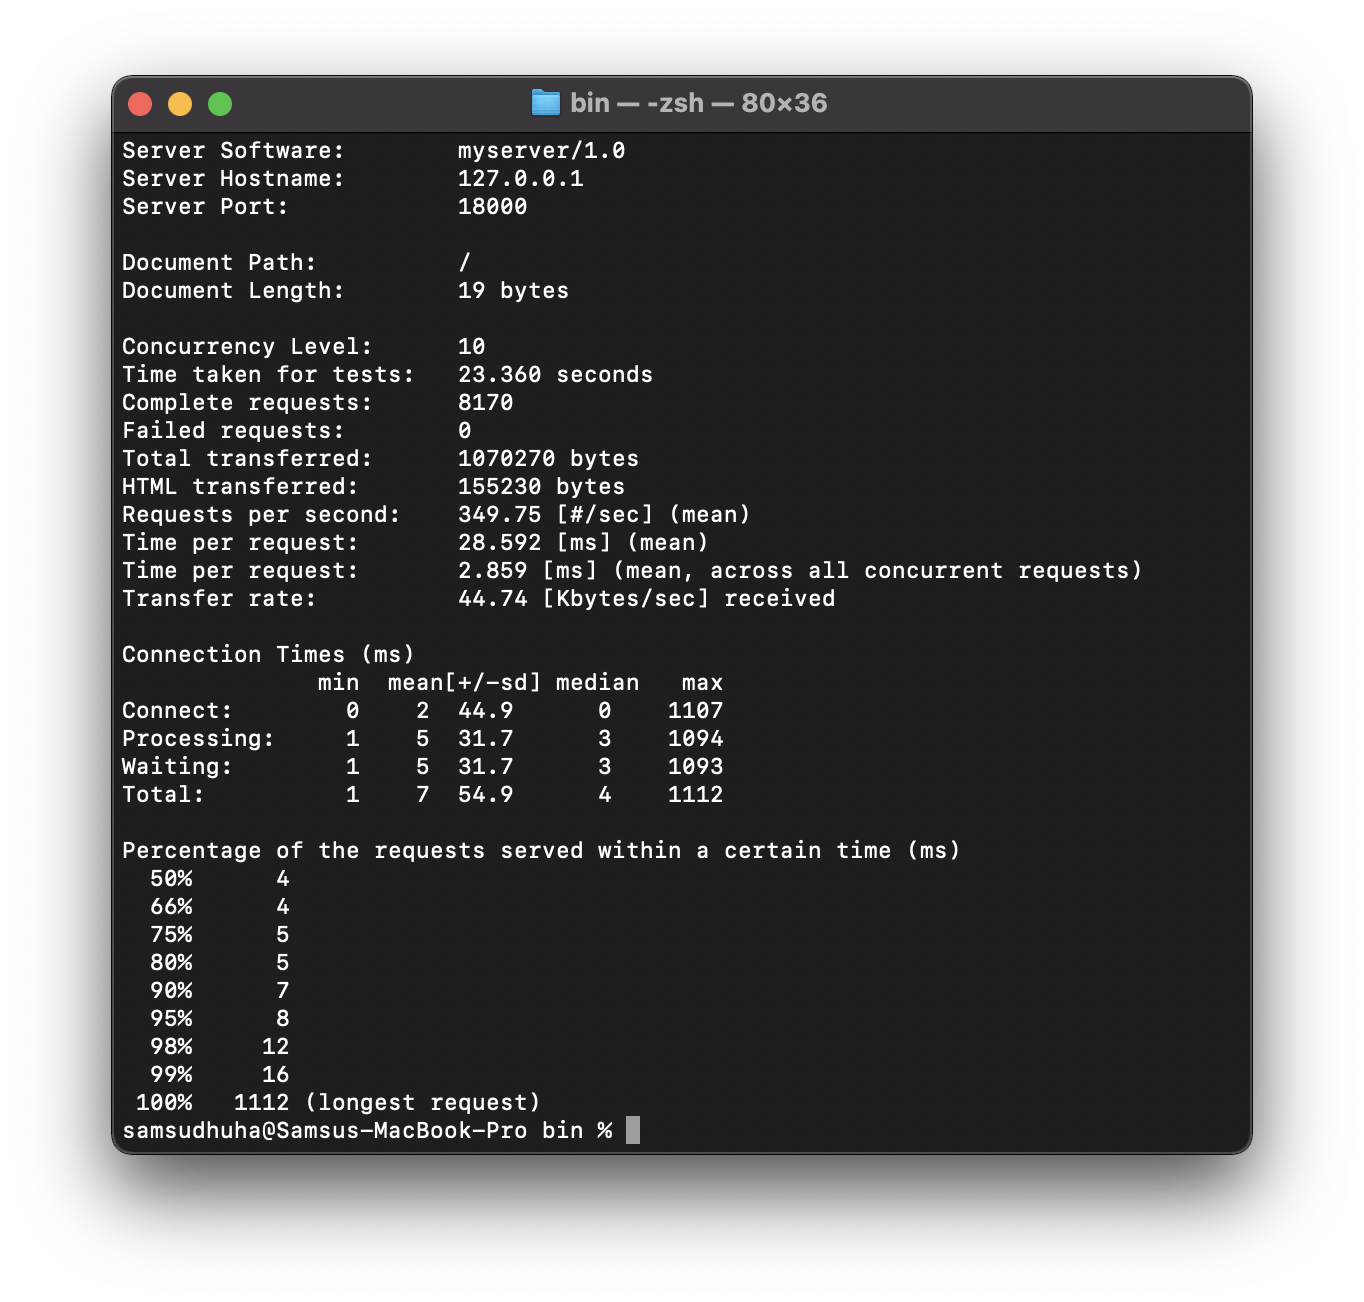 bin — -zsh — 80×36
Server Software:        myserver/1.0
Server Hostname:        127.0.0.1
Server Port:            18000

Document Path:          /
Document Length:        19 bytes

Concurrency Level:      10
Time taken for tests:   23.360 seconds
Complete requests:      8170
Failed requests:        0
Total transferred:      1070270 bytes
HTML transferred:       155230 bytes
Requests per second:    349.75 [#/sec] (mean)
Time per request:       28.592 [ms] (mean)
Time per request:       2.859 [ms] (mean, across all concurrent requests)
Transfer rate:          44.74 [Kbytes/sec] received

Connection Times (ms)
              min  mean[+/-sd] median   max
Connect:        0    2  44.9      0    1107
Processing:     1    5  31.7      3    1094
Waiting:        1    5  31.7      3    1093
Total:          1    7  54.9      4    1112

Percentage of the requests served within a certain time (ms)
  50%      4
  66%      4
  75%      5
  80%      5
  90%      7
  95%      8
  98%     12
  99%     16
 100%   1112 (longest request)
samsudhuha@Samsus-MacBook-Pro bin %